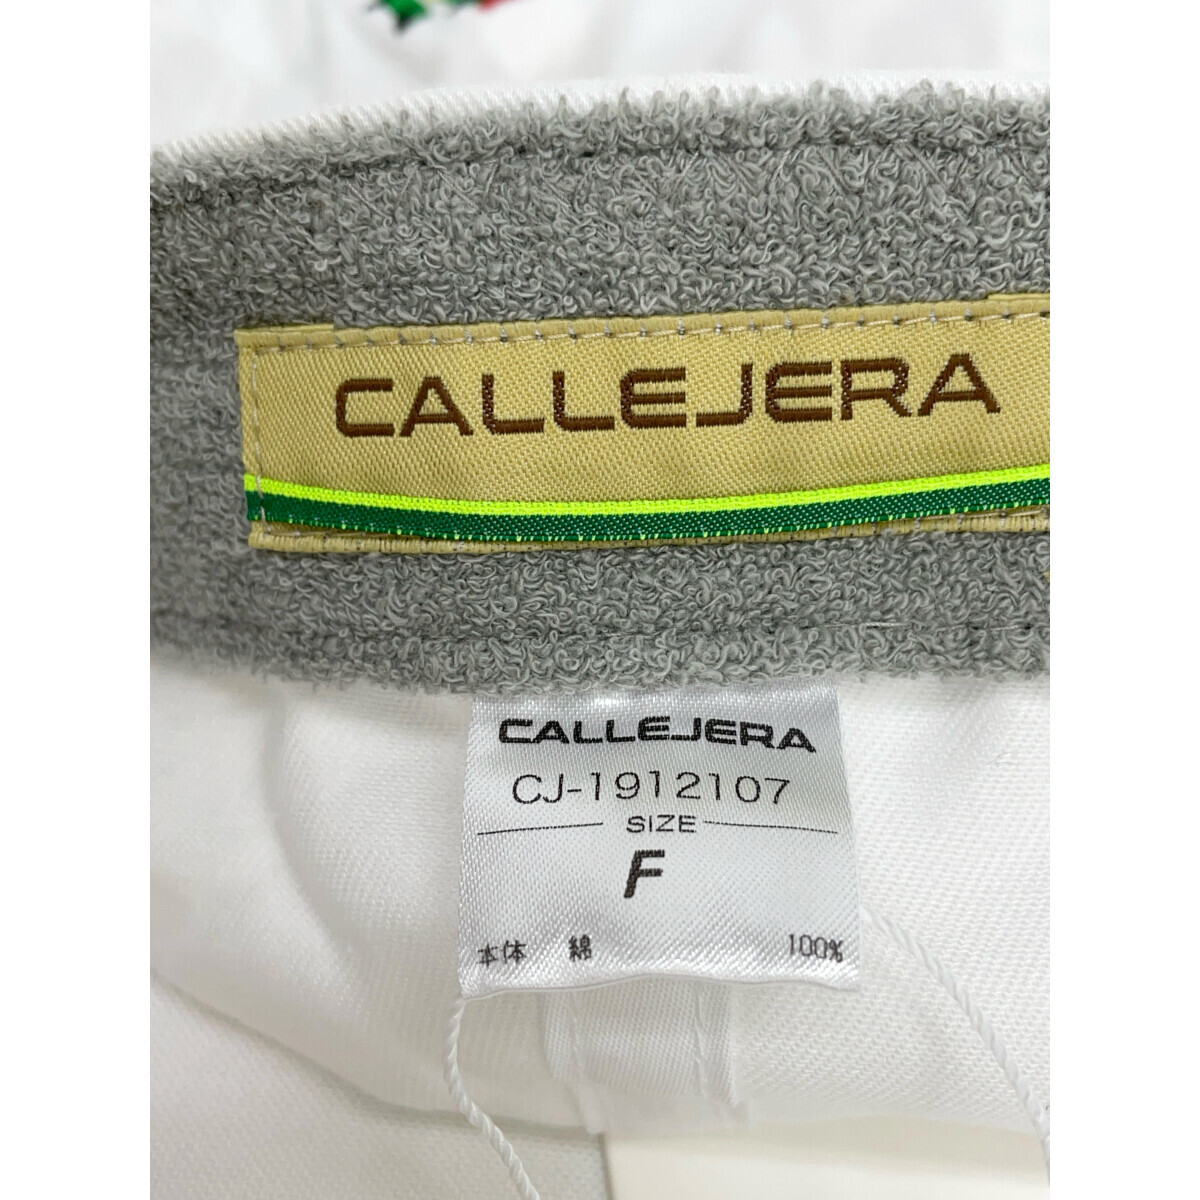 CALLEJERA
CALLEJERA
CJ-1912107
SIZE
F
本体 綿 100%